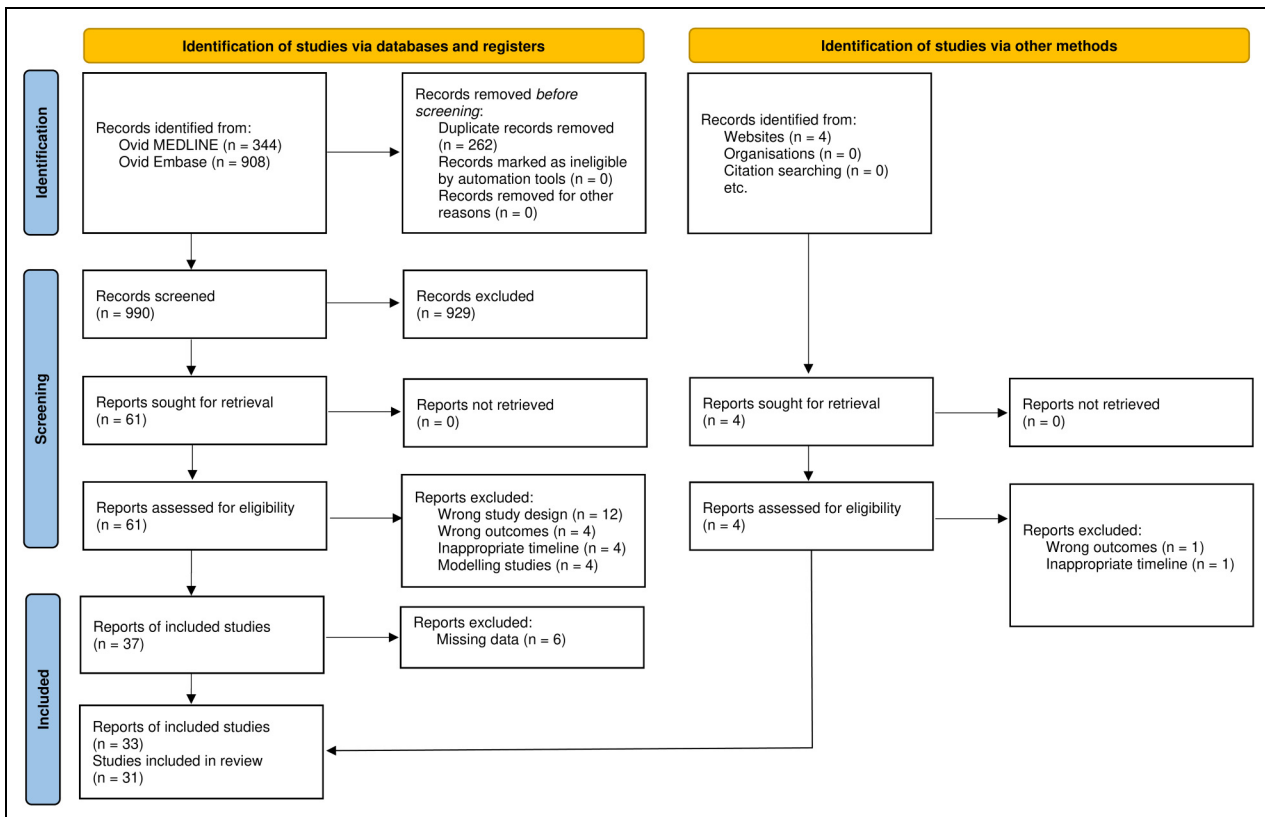 Identification of studies via databases and registers
Identification of studies via other methods
Identification
Records identified from:
Ovid MEDLINE (n = 344)
Ovid Embase (n = 908)
Records removed before
screening:
Duplicate records removed
(n = 262)
Records marked as ineligible
by automation tools (n = 0)
Records removed for other
reasons (n = 0)
Records identified from:
Websites (n = 4)
Organisations (n = 0)
Citation searching (n = 0)
etc.
Screening
Records screened
(n = 990)
Records excluded
(n = 929)
Reports sought for retrieval
(n = 61)
Reports not retrieved
(n = 0)
Reports sought for retrieval
(n = 4)
Reports not retrieved
(n = 0)
Reports assessed for eligibility
(n = 61)
Reports excluded:
Wrong study design (n = 12)
Wrong outcomes (n = 4)
Inappropriate timeline (n = 4)
Modelling studies (n = 4)
Reports assessed for eligibility
(n = 4)
Reports excluded:
Wrong outcomes (n = 1)
Inappropriate timeline (n = 1)
Included
Reports of included studies
(n = 37)
Reports excluded:
Missing data (n = 6)
Reports of included studies
(n = 33)
Studies included in review
(n = 31)